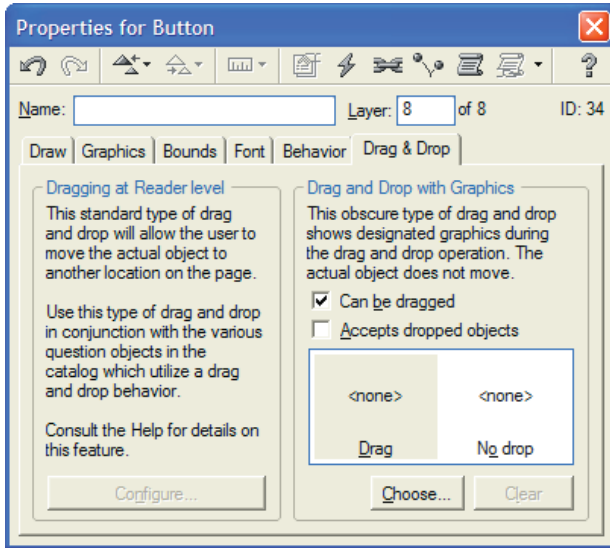 Properties for Button
Name: Layer: 8 of 8 ID: 34
Draw Graphics Bounds Font Behavior Drag & Drop
Dragging at Reader level
This standard type of drag
and drop will allow the user to
move the actual object to
another location on the page.
Use this type of drag and drop
in conjunction with the various
question objects in the
catalog which utilize a drag
and drop behavior.
Consult the Help for details on
this feature.
Configure...
Drag and Drop with Graphics
This obscure type of drag and drop
shows designated graphics during
the drag and drop operation. The
actual object does not move.
Can be dragged
Accepts dropped objects
<none> <none>
Drag No drop
Choose... Clear